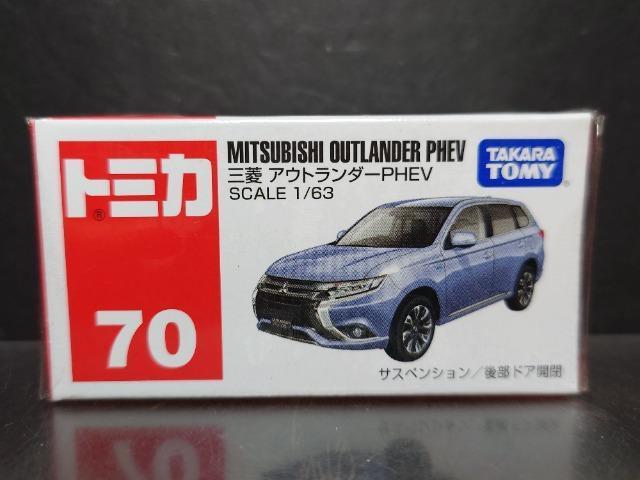 トミカ
®
70
MITSUBISHI OUTLANDER PHEV
三菱 アウトランダーPHEV
SCALE 1/63
TAKARA
TOMY
サスペンション／後部ドア開閉